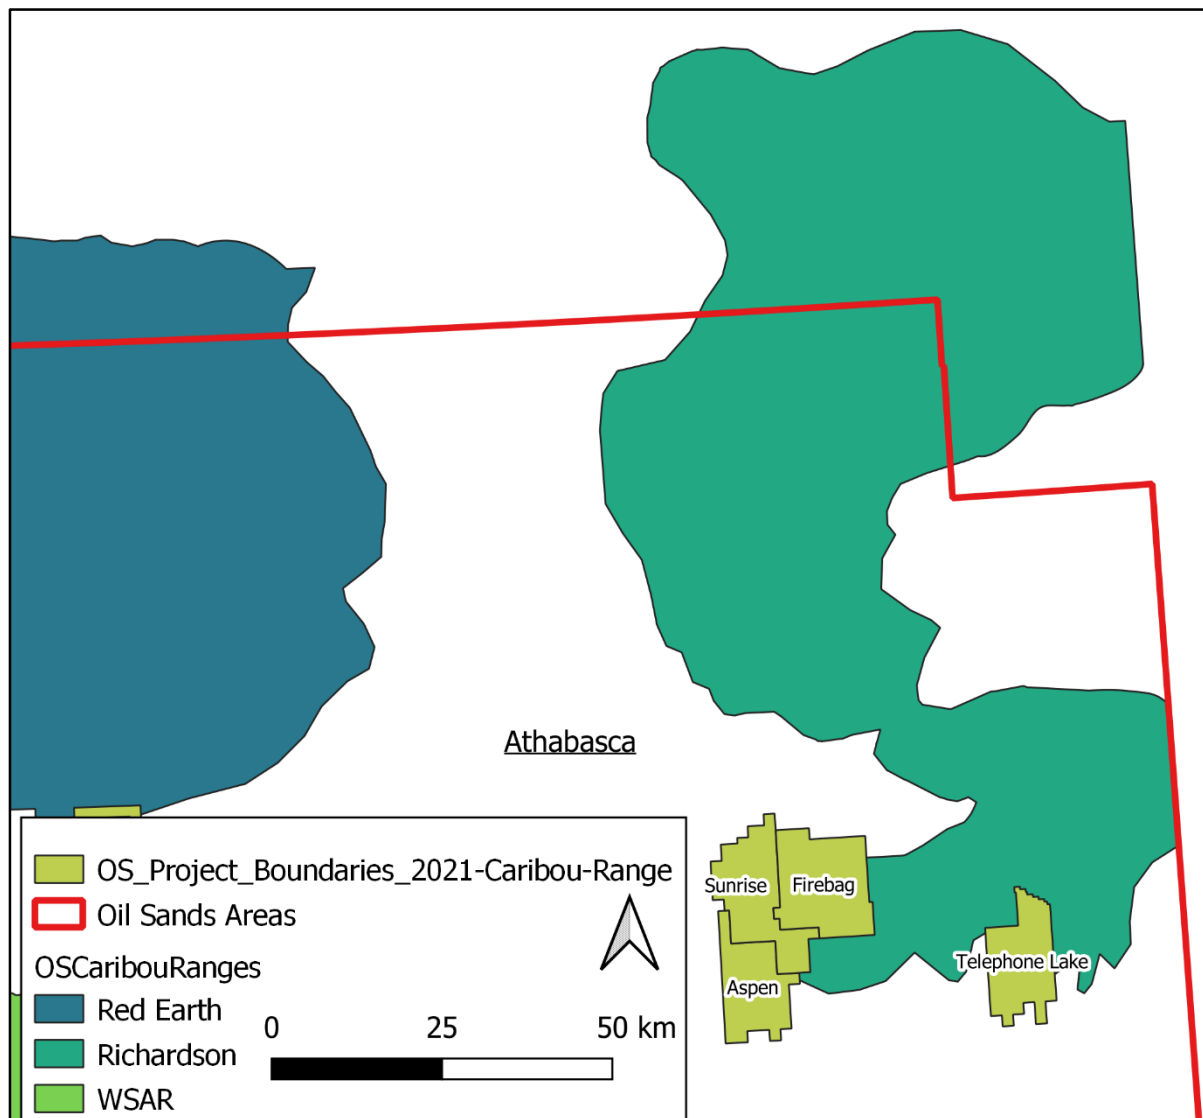 Athabasca
Sunrise
Firebag
Aspen
Telephone Lake
OS_Project_Boundaries_2021-Caribou-Range
Oil Sands Areas
OSCaribouRanges
Red Earth
Richardson
WSAR
0 25 50 km